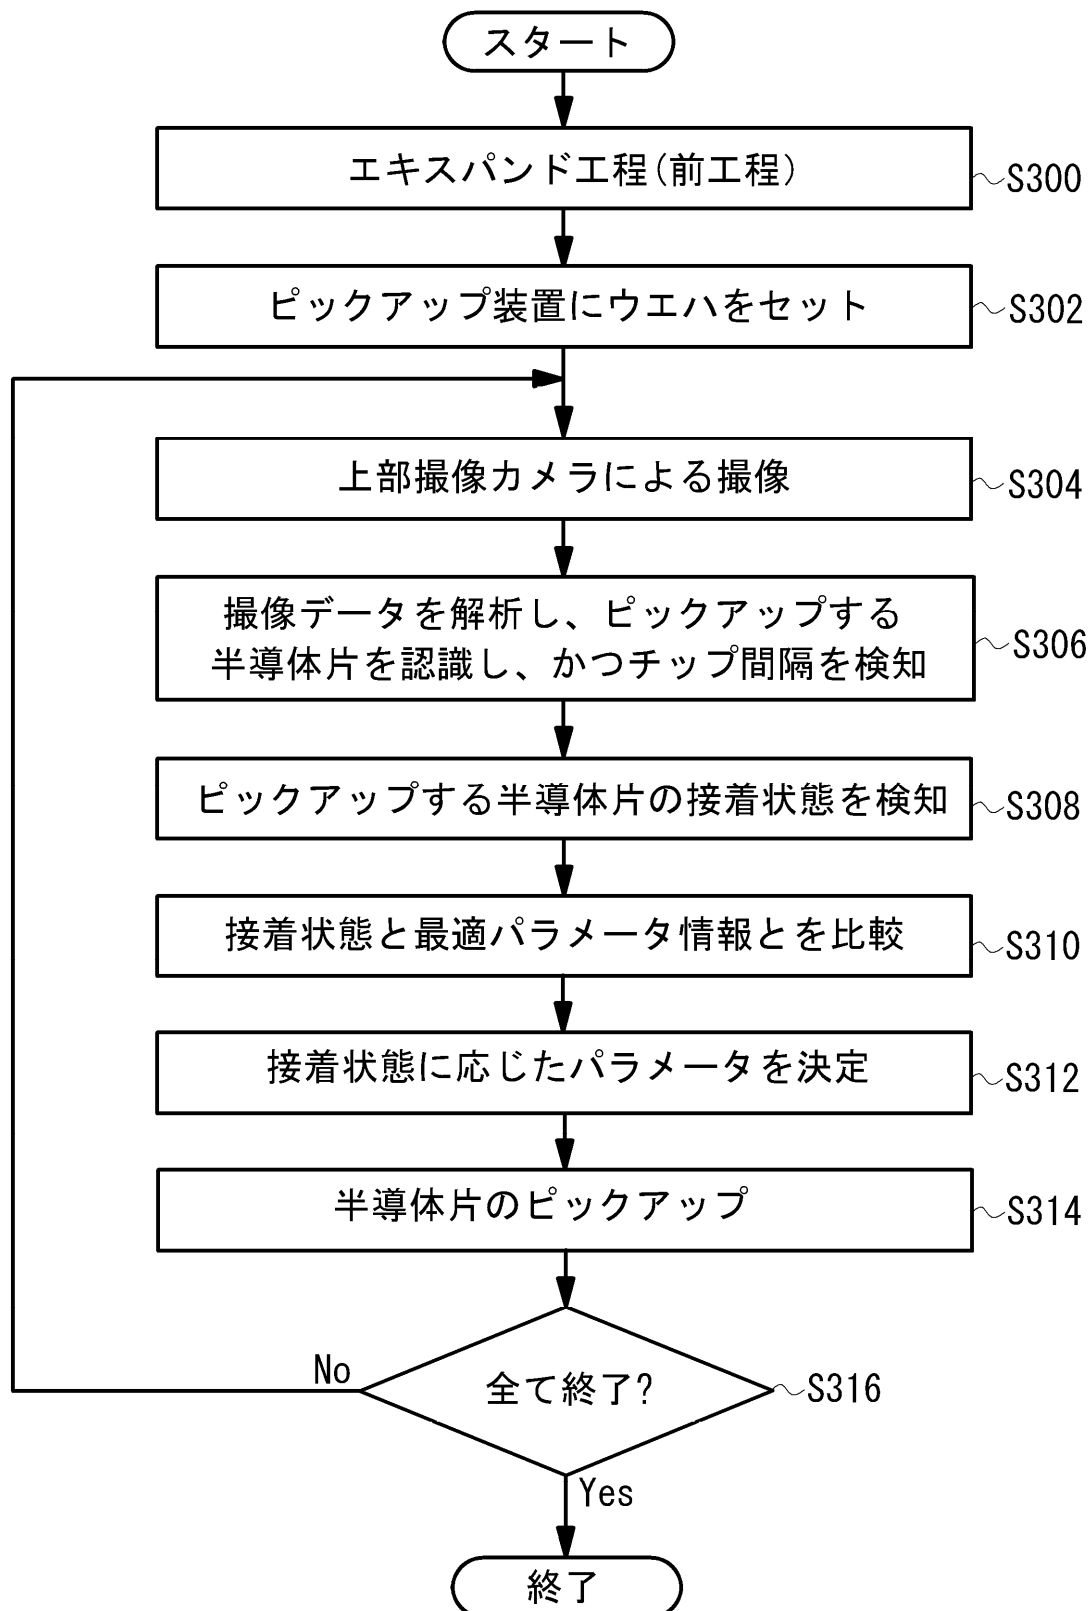 スタート
エキスパンド工程(前工程)
S300
ピックアップ装置にウエハをセット
S302
上部撮像カメラによる撮像
S304
撮像データを解析し、ピックアップする
半導体片を認識し、かつチップ間隔を検知
S306
ピックアップする半導体片の接着状態を検知
S308
接着状態と最適パラメータ情報とを比較
S310
接着状態に応じたパラメータを決定
S312
半導体片のピックアップ
S314
No
全て終了?
S316
Yes
終了